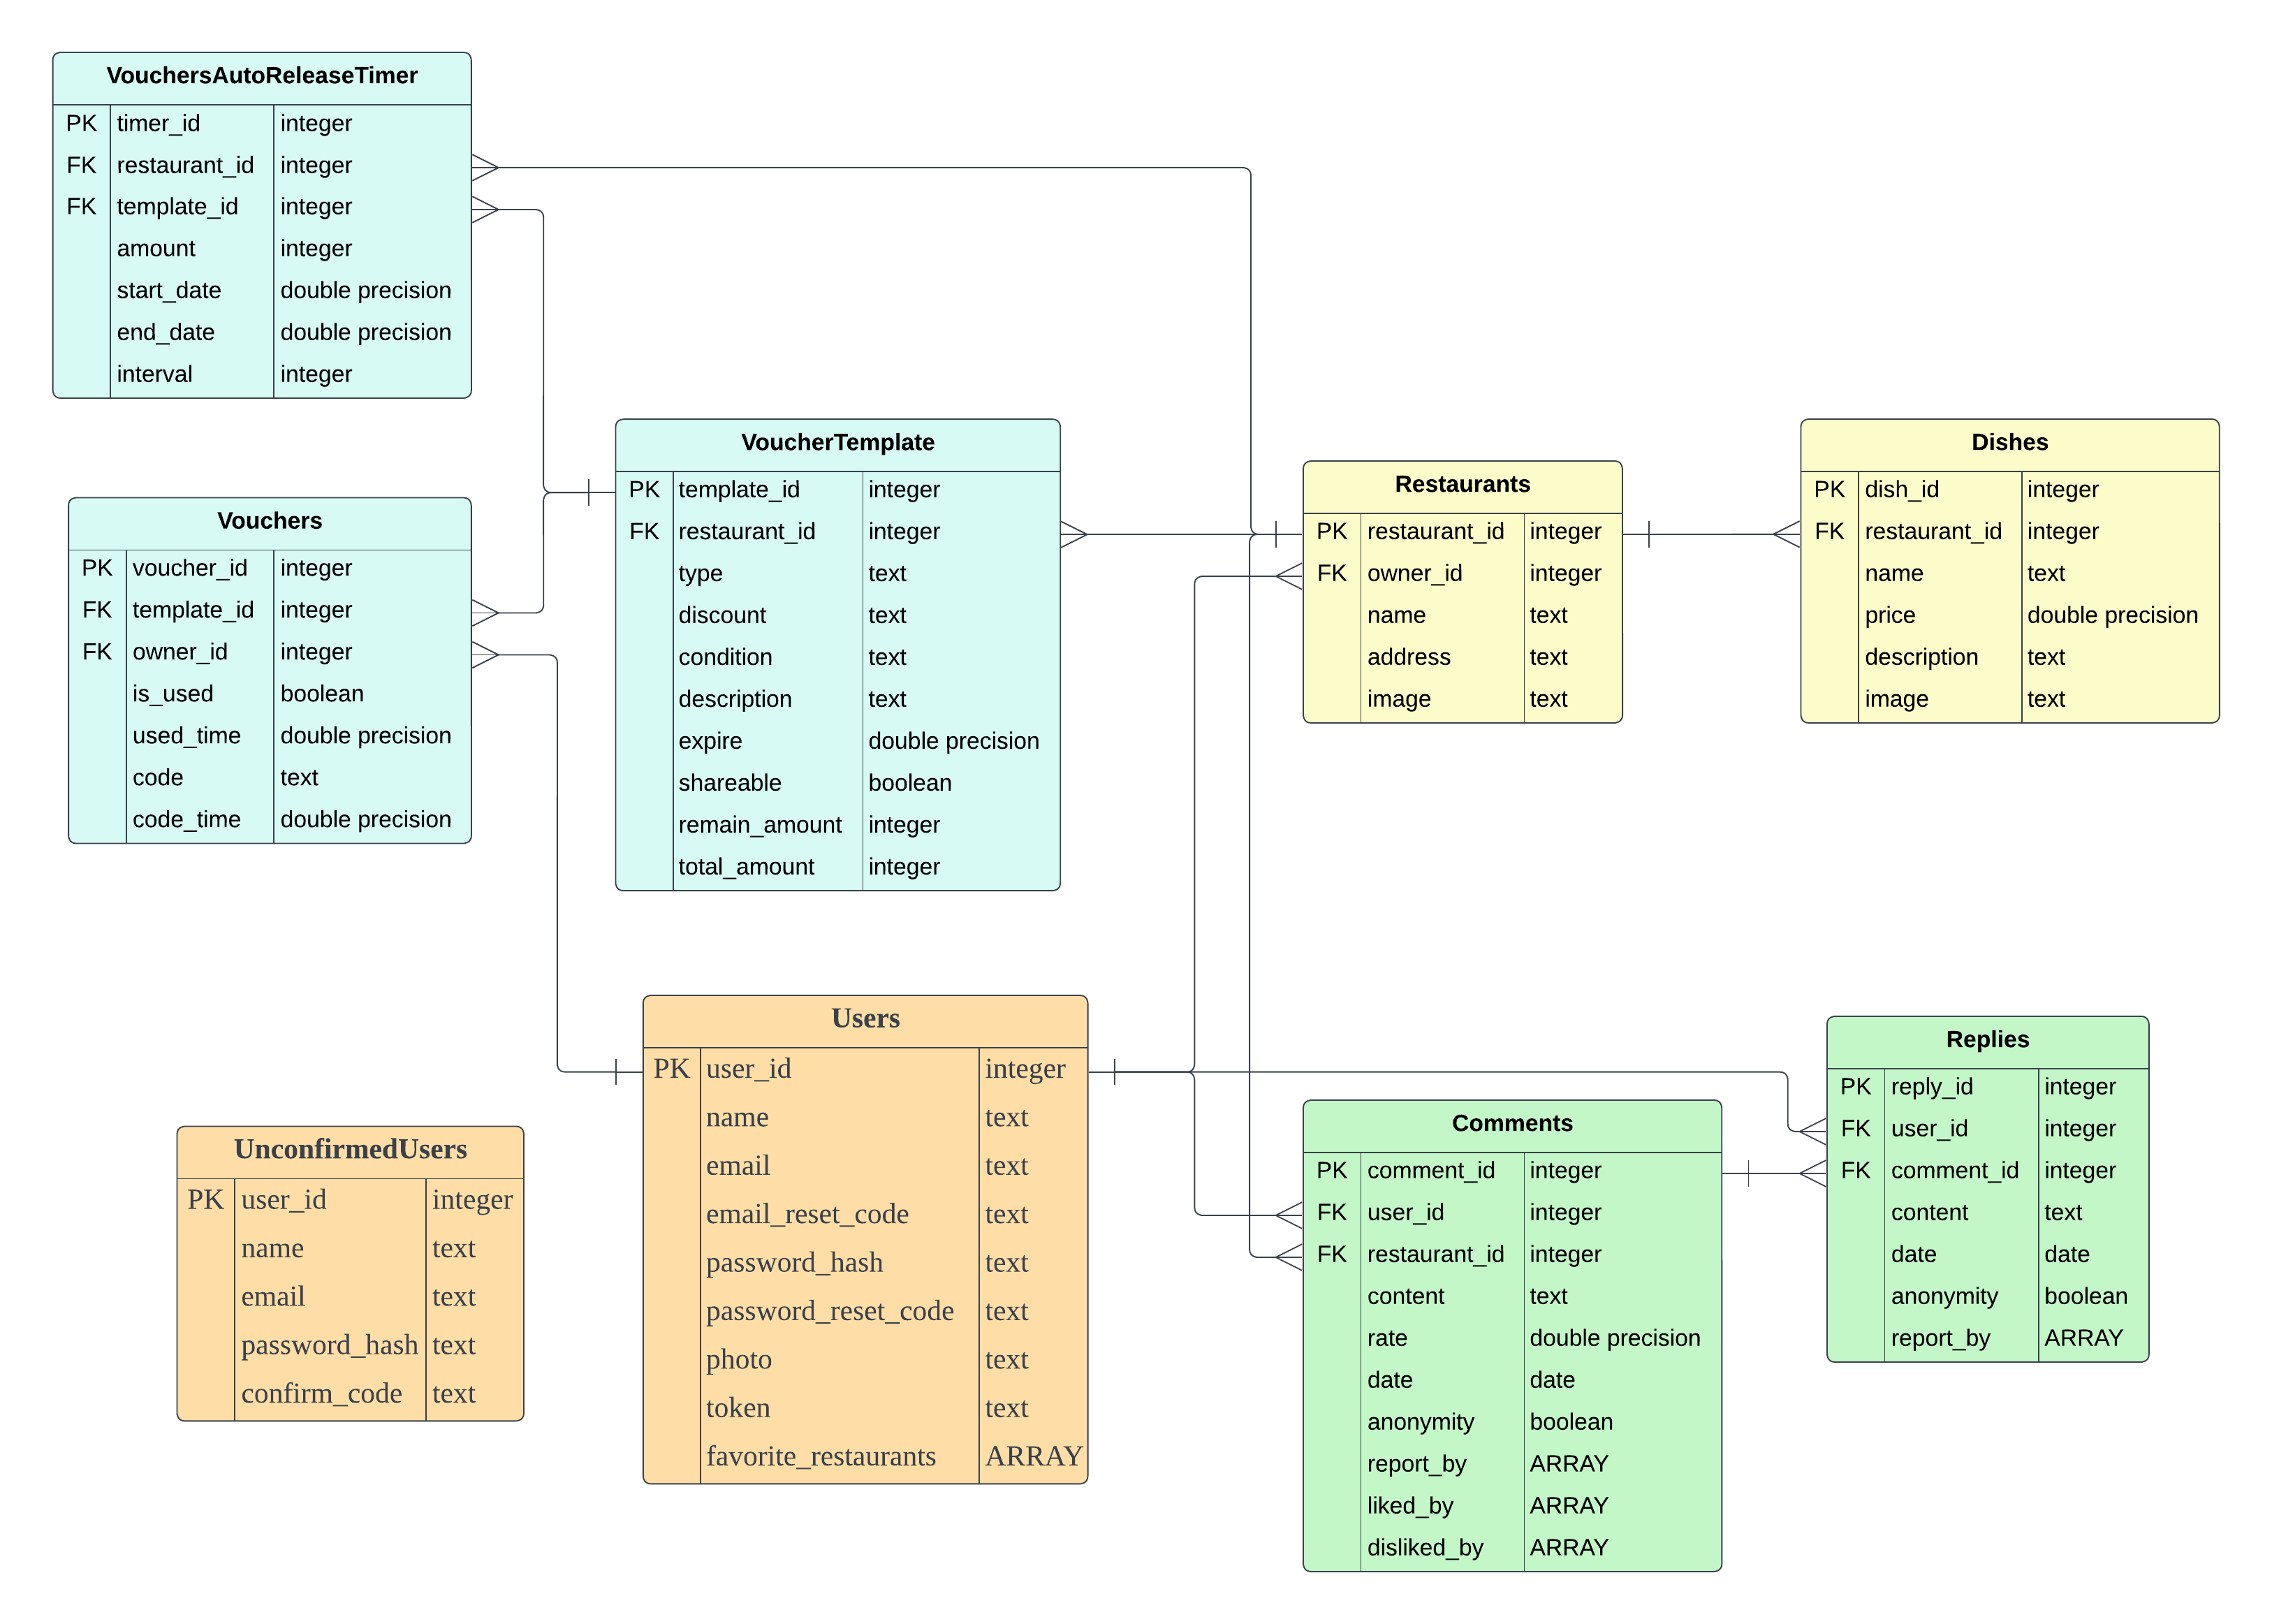 VouchersAutoReleaseTimer
PK timer_id integer
FK restaurant_id integer
FK template_id integer
amount integer
start_date double precision
end_date double precision
interval integer
Vouchers
PK voucher_id integer
FK template_id integer
FK owner_id integer
is_used boolean
used_time double precision
code text
code_time double precision
VoucherTemplate
PK template_id integer
FK restaurant_id integer
type text
discount text
condition text
description text
expire double precision
shareable boolean
remain_amount integer
total_amount integer
Restaurants
PK restaurant_id integer
FK owner_id integer
name text
address text
image text
Dishes
PK dish_id integer
FK restaurant_id integer
name text
price double precision
description text
image text
UnconfirmedUsers
PK user_id integer
name text
email text
password_hash text
confirm_code text
Users
PK user_id integer
name text
email text
email_reset_code text
password_hash text
password_reset_code text
photo text
token text
favorite_restaurants ARRAY
Comments
PK comment_id integer
FK user_id integer
FK restaurant_id integer
content text
rate double precision
date date
anonymity boolean
report_by ARRAY
liked_by ARRAY
disliked_by ARRAY
Replies
PK reply_id integer
FK user_id integer
FK comment_id integer
content text
date date
anonymity boolean
report_by ARRAY